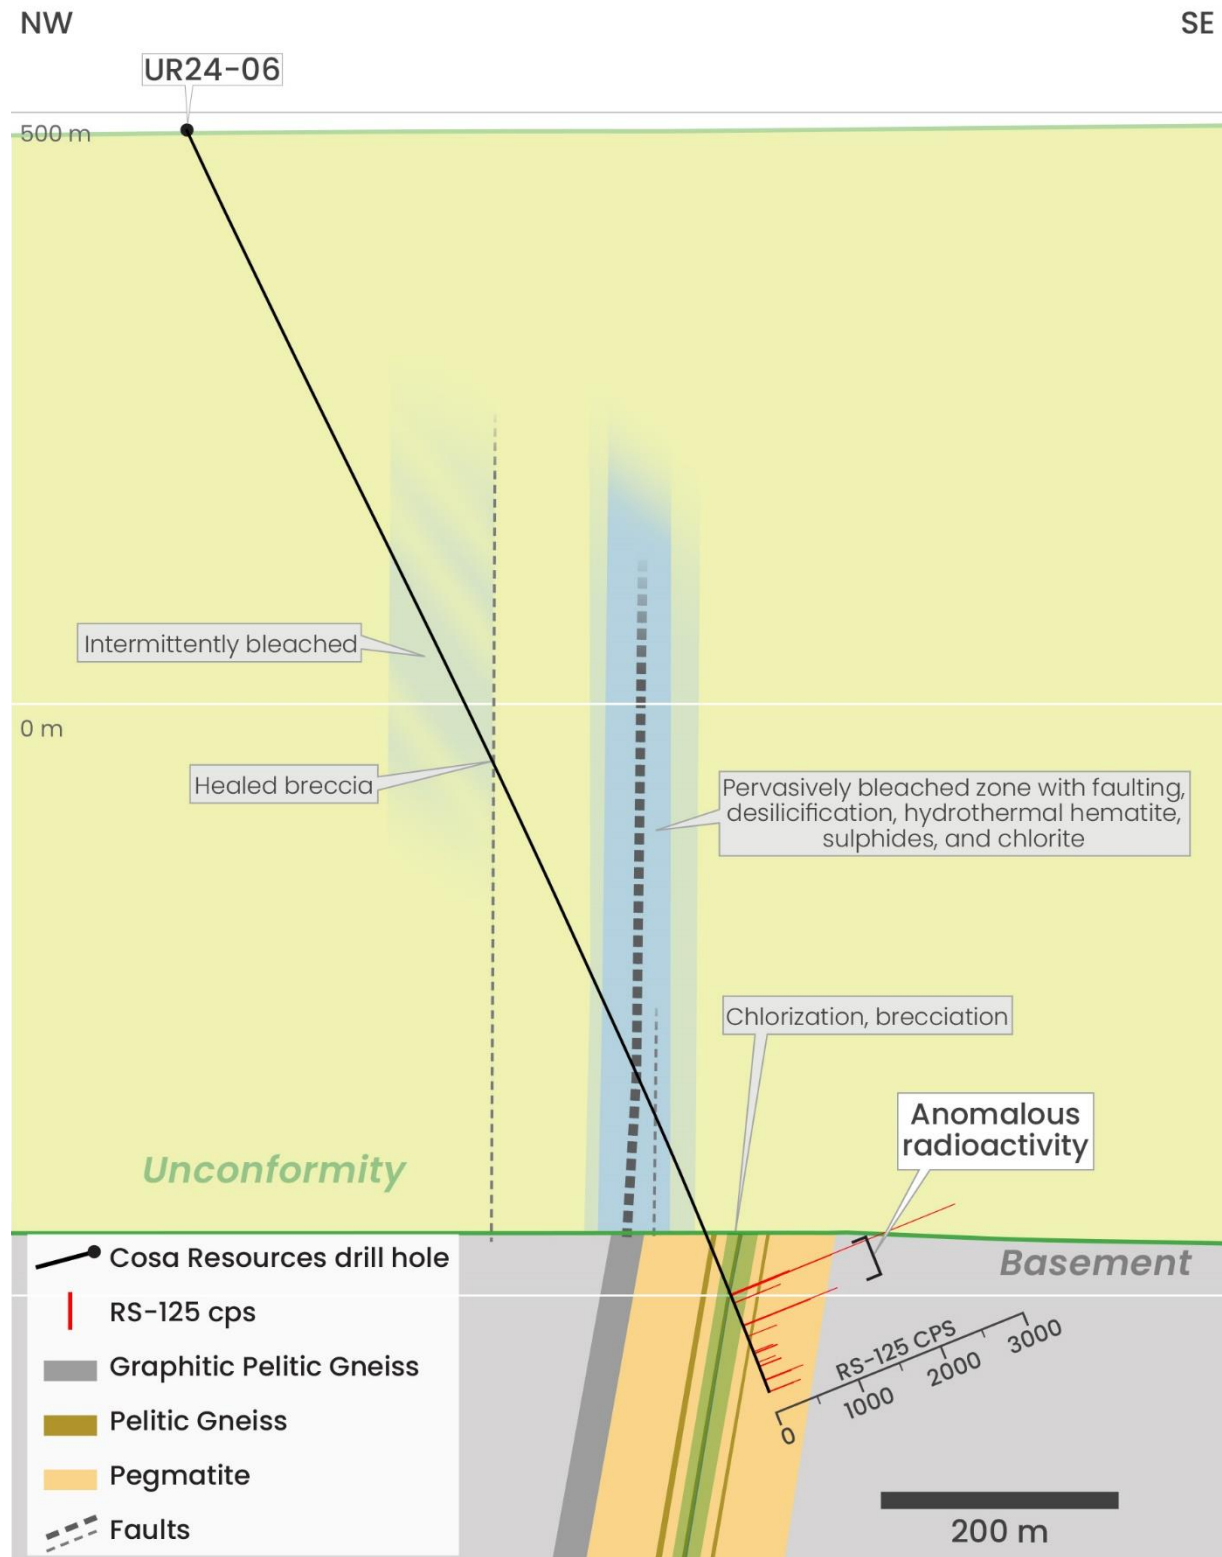 NW
SE
UR24-06
500 m
Intermittently bleached
0 m
Healed breccia
Pervasively bleached zone with faulting,
desilicification, hydrothermal hematite,
sulphides, and chlorite
Chlorization, brecciation
Anomalous
radioactivity
Unconformity
Basement
Cosa Resources drill hole
RS-125 cps
Graphitic Pelitic Gneiss
Pelitic Gneiss
Pegmatite
Faults
RS-125 CPS
0
1000
2000
3000
200 m